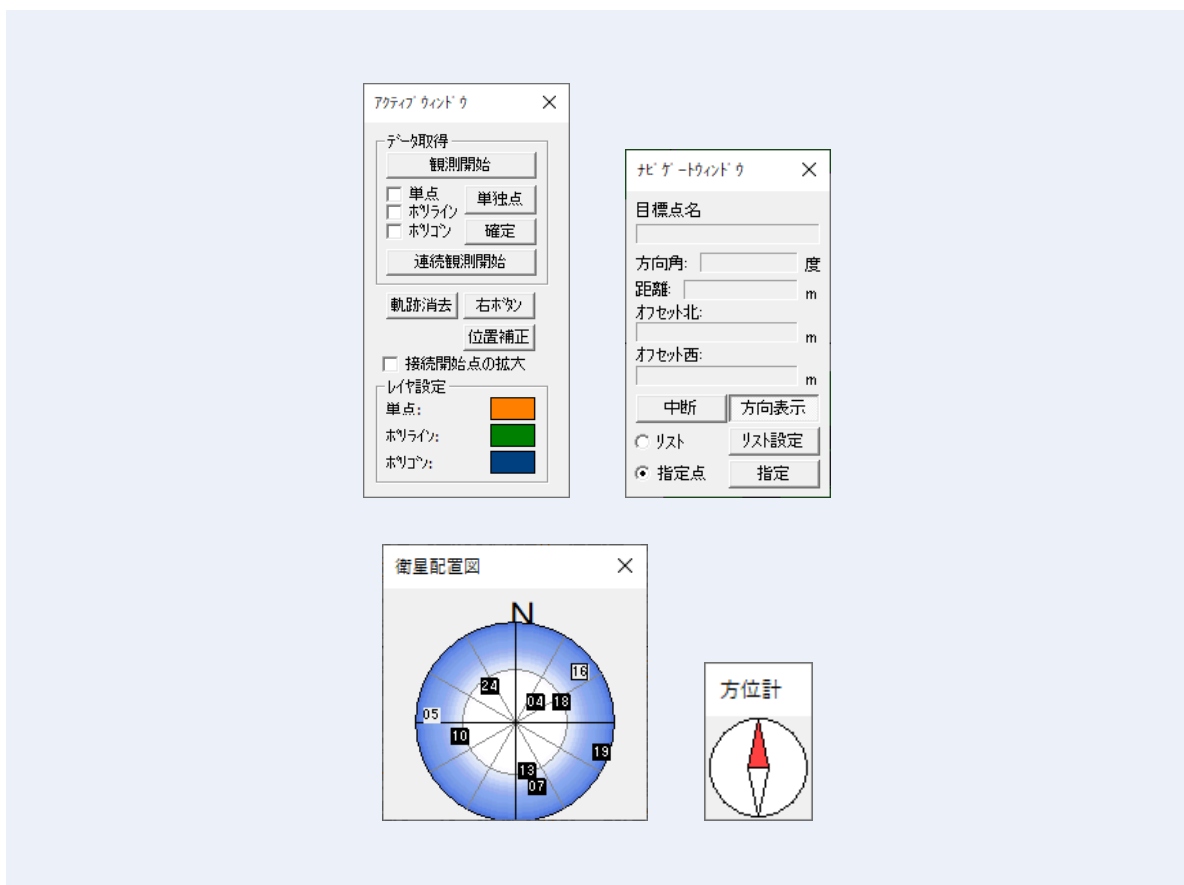 アクティブウィンドウ
データ取得
観測開始
単点
ポリライン
ポリゴン
単独点
確定
連続観測開始
軌跡消去
右ボタン
位置補正
接続開始点の拡大
レイヤ設定
単点:
ポリライン:
ポリゴン:
ナビゲートウィンドウ
目標点名
方向角: 度
距離: m
オフセット北:
m
オフセット西:
m
中断 方向表示
リスト リスト設定
指定点 指定
衛星配置図
N
16
24
04 18
05
10
19
13
07
方位計